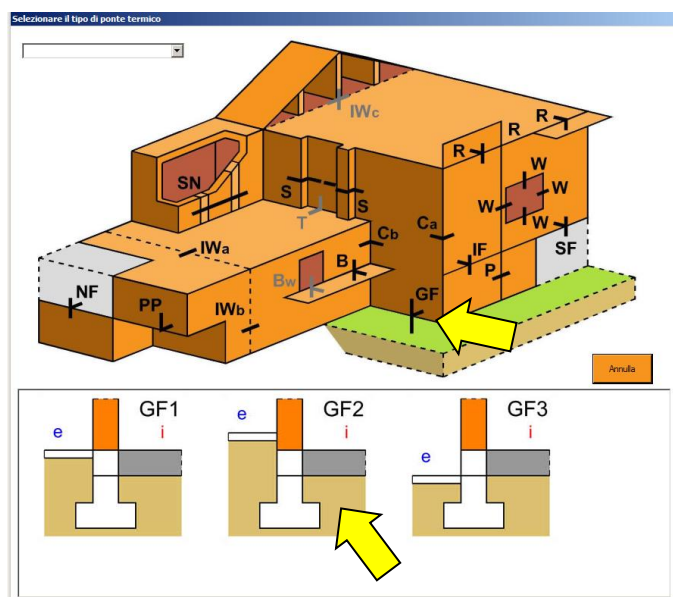 Selezionare il tipo di ponte termico
IWc
R
R
R
SN
S
S
W
W
W
W
T
Cb
Ca
IWa
B
Bw
IF
SF
P
NF
PP
IWb
GF
Annulla
GF1
e
i
GF2
e
i
GF3
e
i